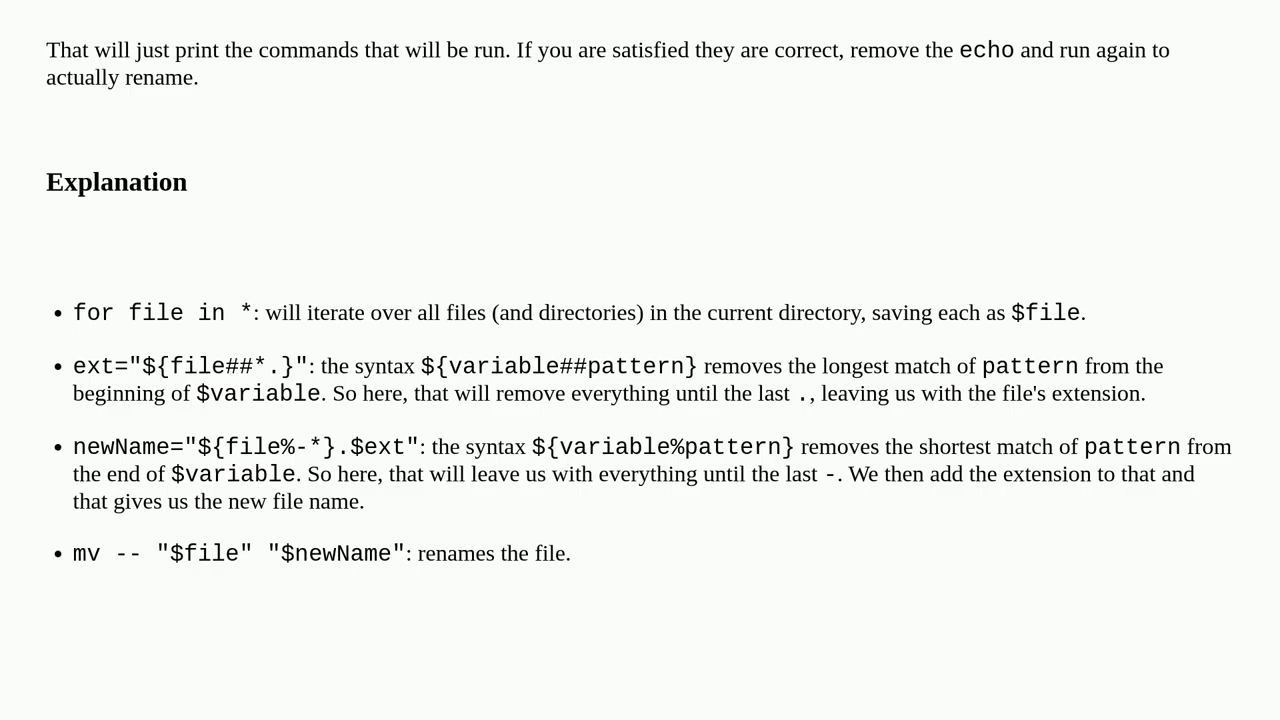 That will just print the commands that will be run. If you are satisfied they are correct, remove the echo and run again to
actually rename.
Explanation
• for file in *: will iterate over all files (and directories) in the current directory, saving each as $file.
• ext="${file##*.}": the syntax ${variable##pattern} removes the longest match of pattern from the
beginning of $variable. So here, that will remove everything until the last ., leaving us with the file's extension.
• newName="${file%-*}.$ext": the syntax ${variable%pattern} removes the shortest match of pattern from
the end of $variable. So here, that will leave us with everything until the last -. We then add the extension to that and
that gives us the new file name.
• mv -- "$file" "$newName": renames the file.